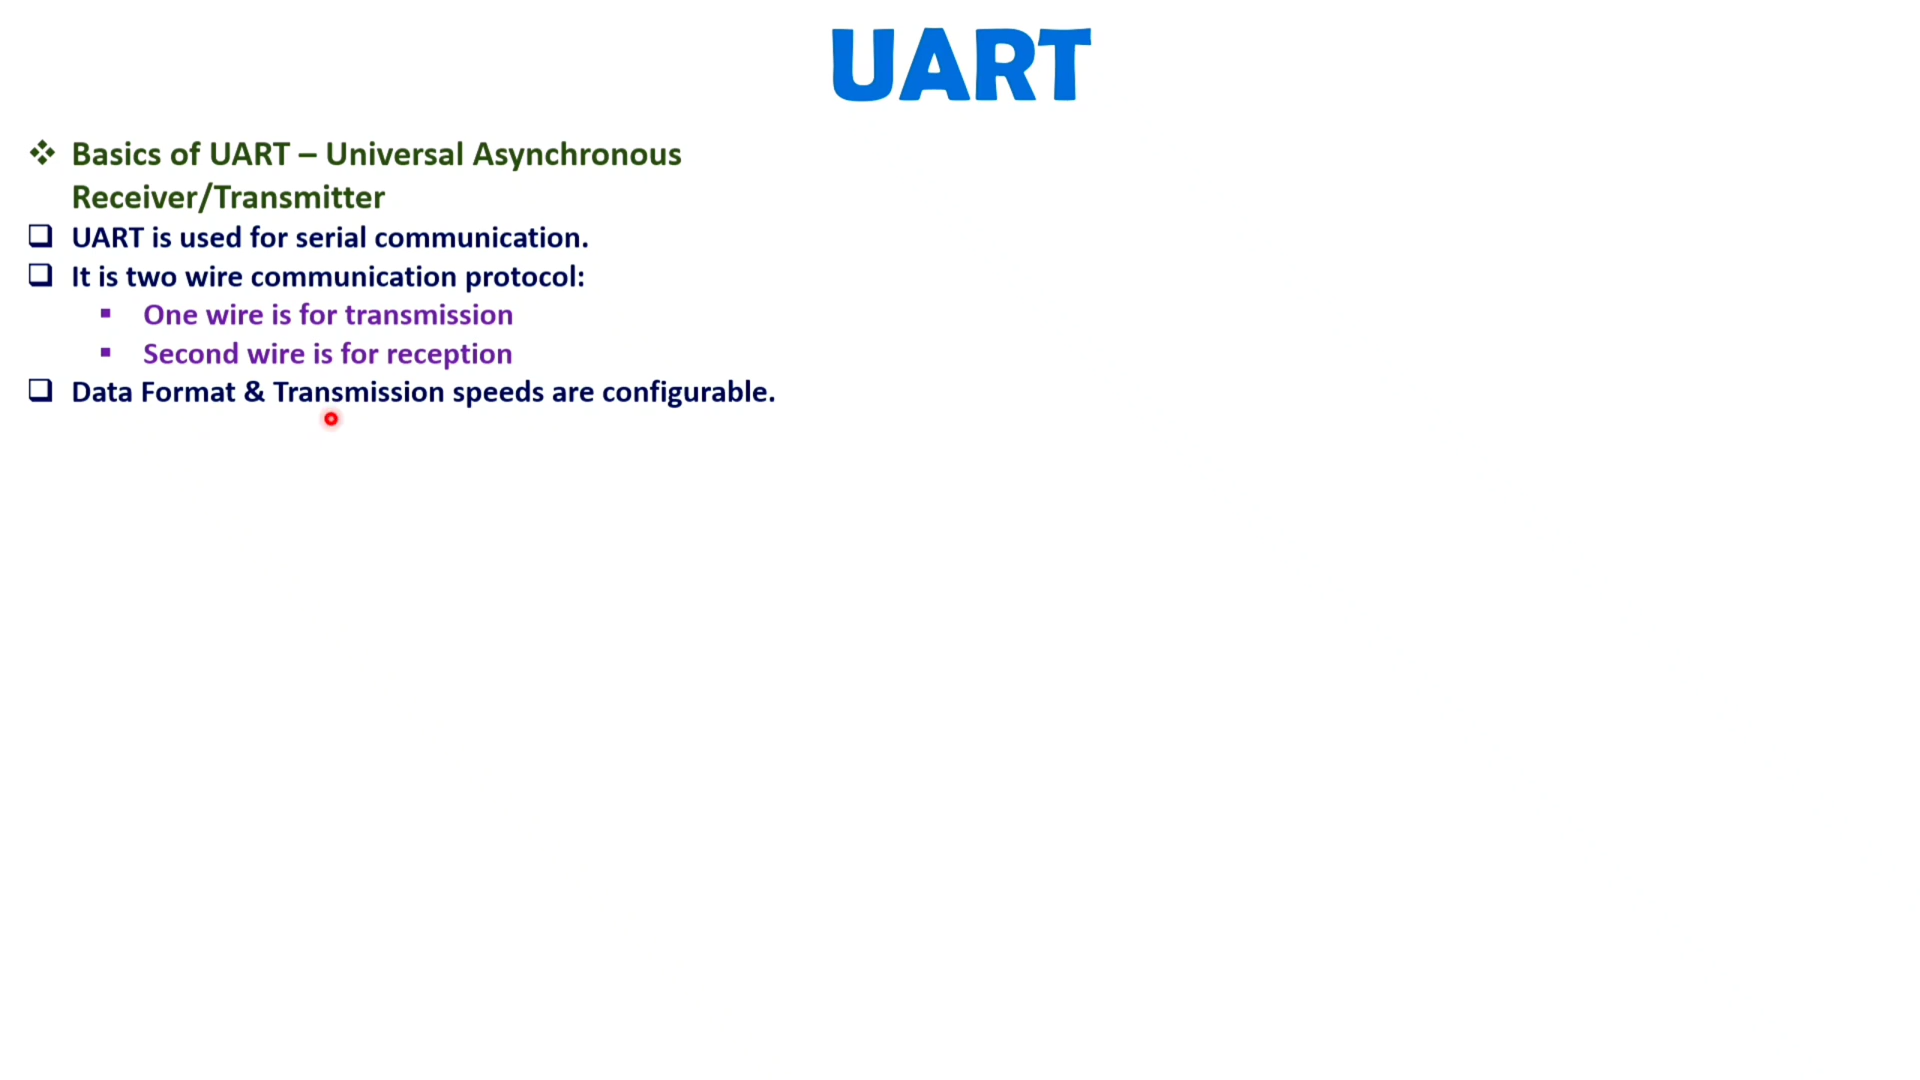 UART
Basics of UART – Universal Asynchronous
Receiver/Transmitter
UART is used for serial communication.
It is two wire communication protocol:
One wire is for transmission
Second wire is for reception
Data Format & Transmission speeds are configurable.